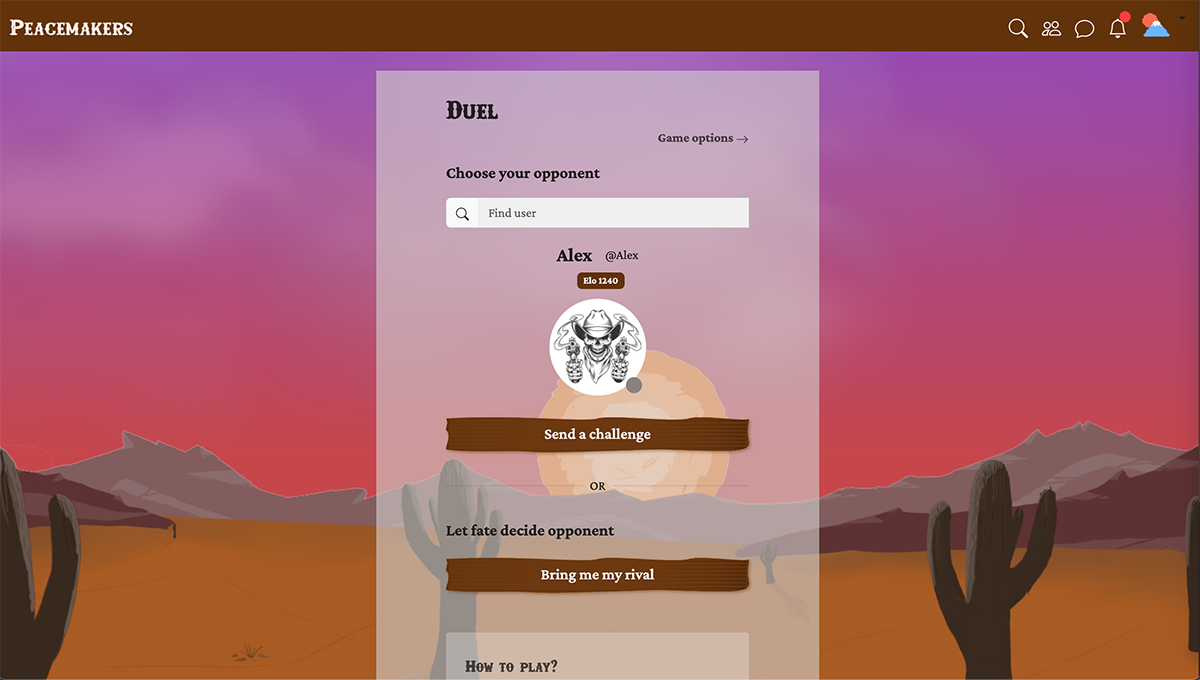 Peacemakers
Duel
Game options →
Choose your opponent
Find user
Alex @Alex
Elo 1240
Send a challenge
OR
Let fate decide opponent
Bring me my rival
How to play?